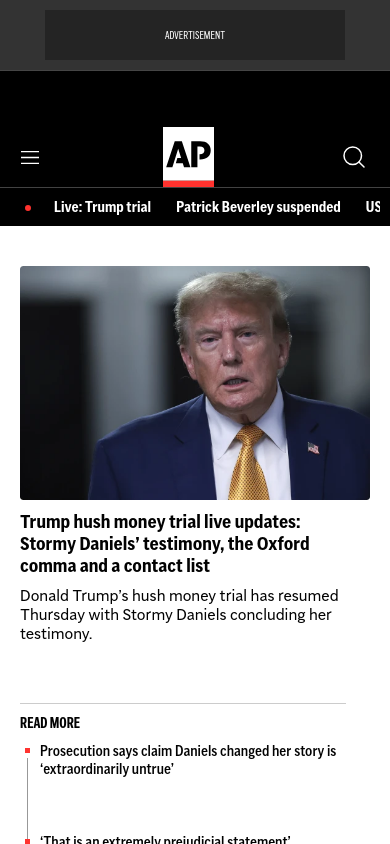 ADVERTISEMENT
AP
Live: Trump trial Patrick Beverley suspended US
Trump hush money trial live updates:
Stormy Daniels’ testimony, the Oxford
comma and a contact list
Donald Trump’s hush money trial has resumed
Thursday with Stormy Daniels concluding her
testimony.
READ MORE
Prosecution says claim Daniels changed her story is
‘extraordinarily untrue’
‘That is an extremely prejudicial statement’